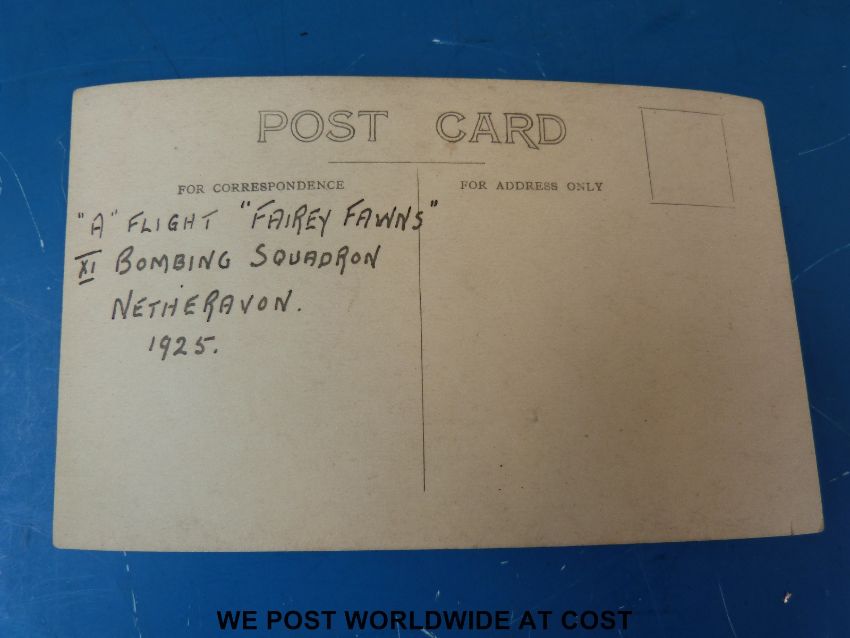 POST CARD
FOR CORRESPONDENCE
FOR ADDRESS ONLY
"A" FLIGHT "FAIREY FAWNS"
XI BOMBING SQUADRON
NETHERAVON.
1925.
WE POST WORLDWIDE AT COST